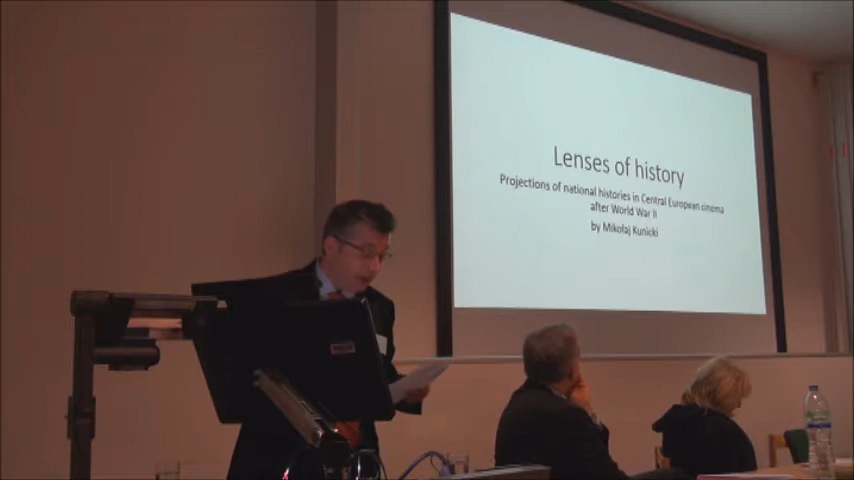 Lenses of history
Projections of national histories in Central European cinema
after World War II
by Mikołaj Kunicki